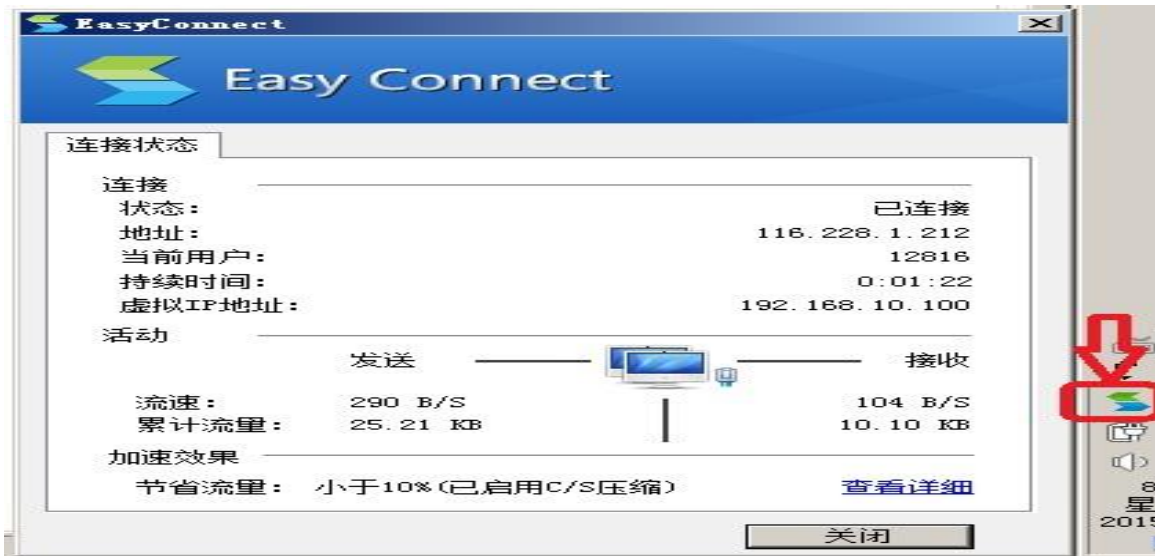 EasyConnect
Easy Connect
连接状态
连接
状态: 已连接
地址: 116.228.1.212
当前用户: 12816
持续时间: 0:01:22
虚拟IP地址: 192.168.10.100
活动
发送 接收
流速: 290 B/S 104 B/S
累计流量: 25.21 KB 10.10 KB
加速效果
节省流量: 小于10%(已启用C/S压缩) 查看详细
关闭
8
星
2015